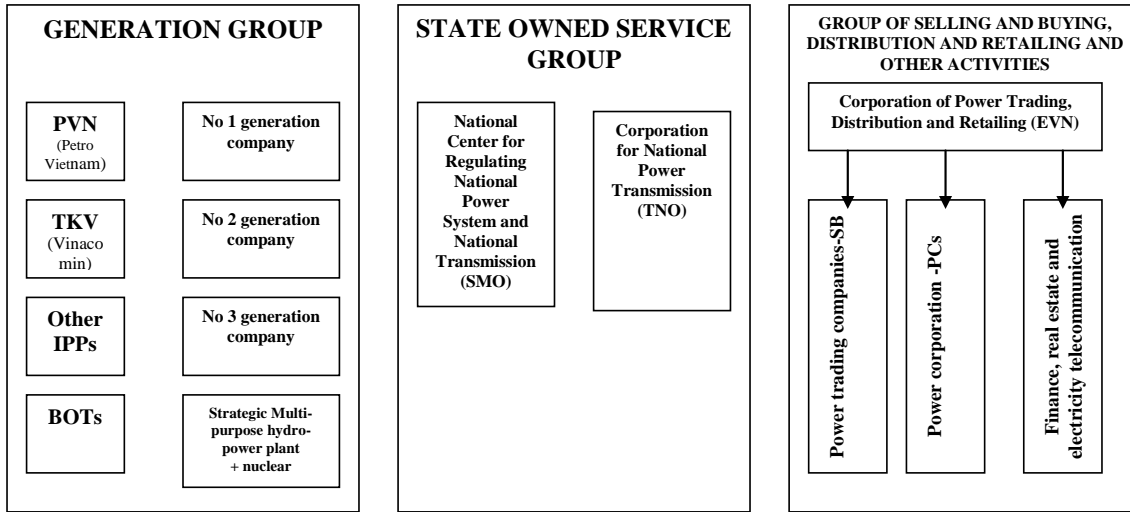 GENERATION GROUP
PVN
(Petro
Vietnam)
No 1 generation
company
TKV
(Vinaco
min)
No 2 generation
company
Other
IPPs
No 3 generation
company
BOTs
Strategic Multi-
purpose hydro-
power plant
+ nuclear
STATE OWNED SERVICE
GROUP
National
Center for
Regulating
National
Power
System and
National
Transmission
(SMO)
Corporation
for National
Power
Transmission
(TNO)
GROUP OF SELLING AND BUYING,
DISTRIBUTION AND RETAILING AND
OTHER ACTIVITIES
Corporation of Power Trading,
Distribution and Retailing (EVN)
Power trading companies-SB
Power corporation -PCs
Finance, real estate and
electricity telecommunication